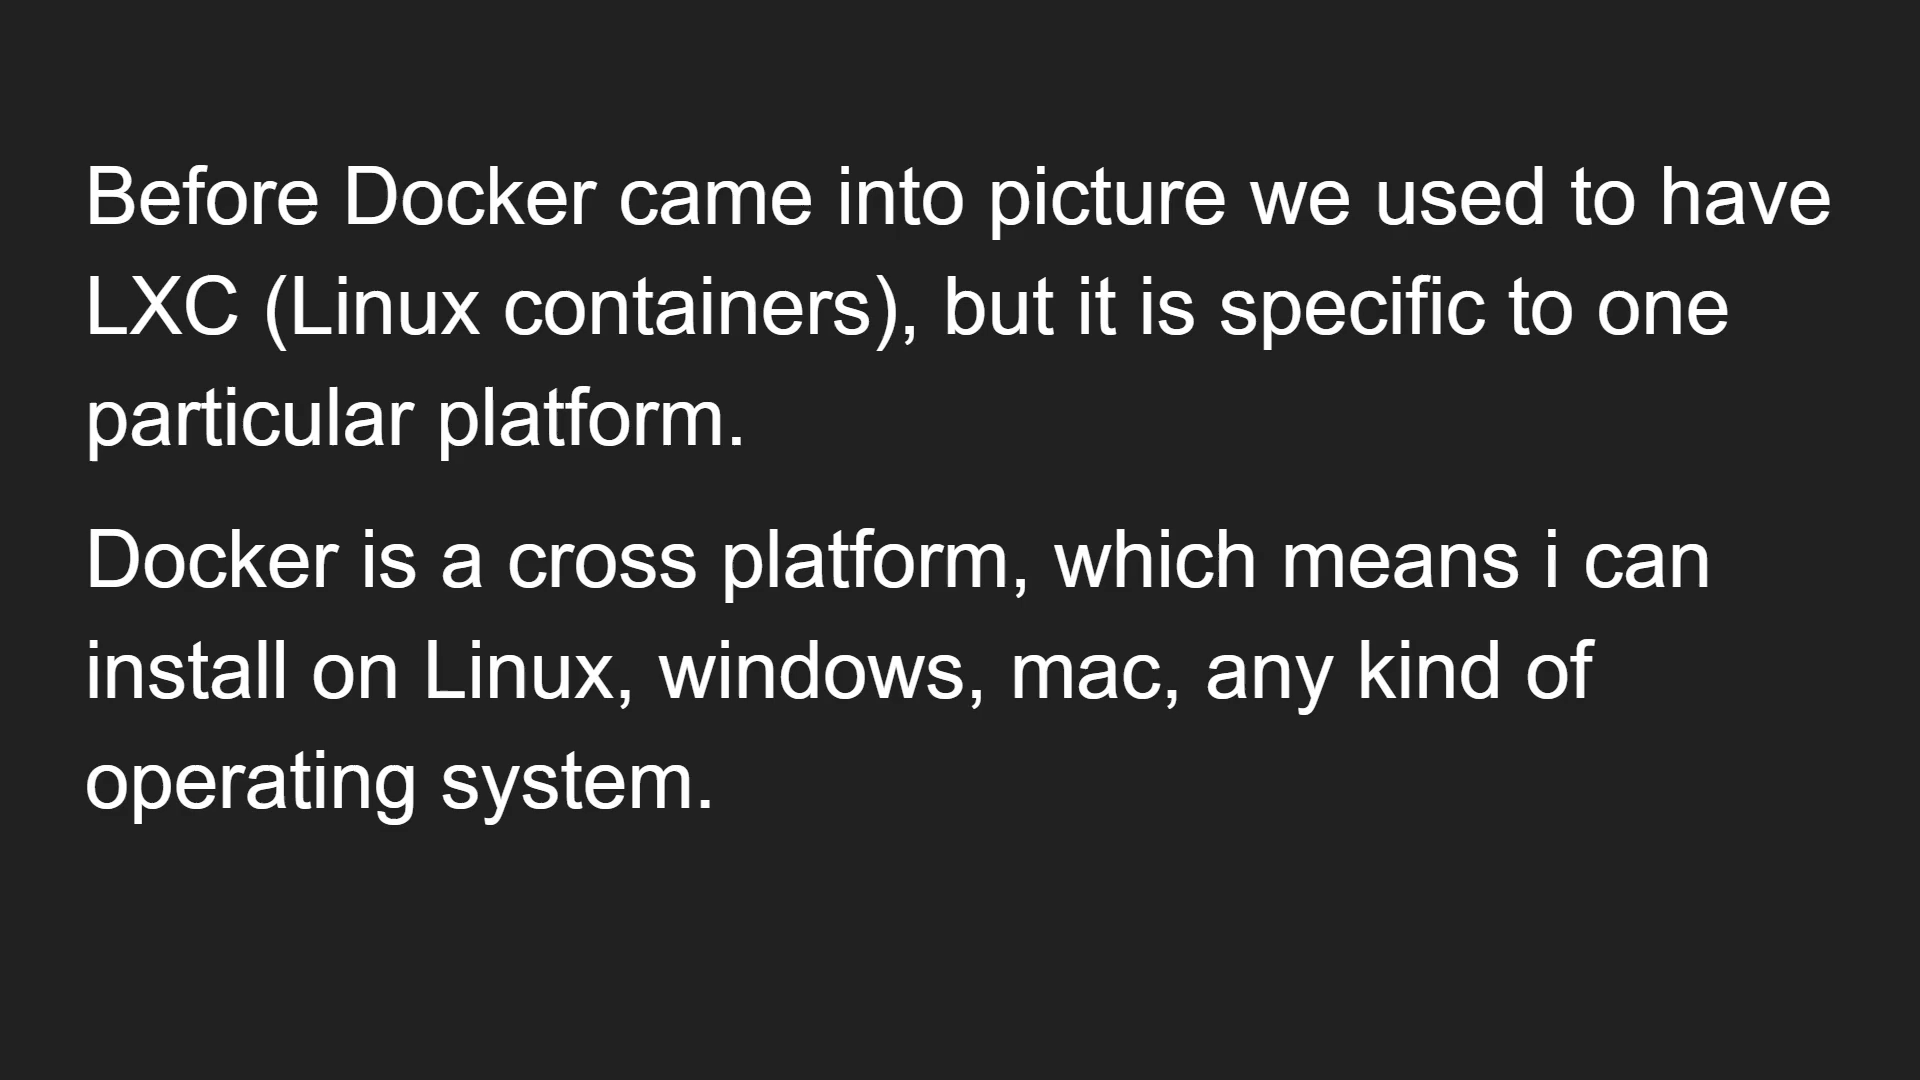 Before Docker came into picture we used to have
LXC (Linux containers), but it is specific to one
particular platform.
Docker is a cross platform, which means i can
install on Linux, windows, mac, any kind of
operating system.